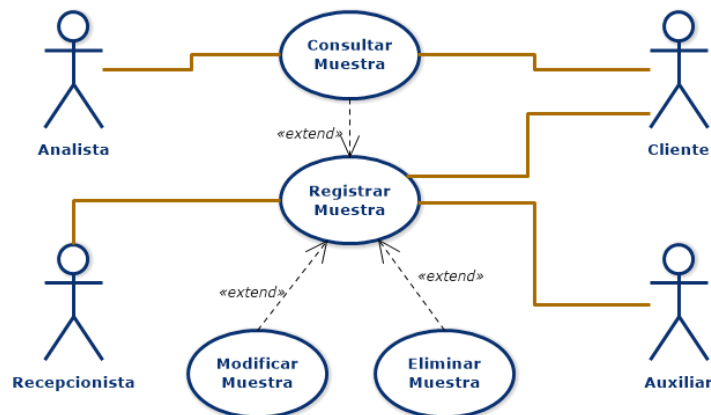 Consultar
Muestra
Analista
Cliente
«extend»
Registrar
Muestra
«extend»
«extend»
Recepcionista
Modificar
Muestra
Eliminar
Muestra
Auxiliar